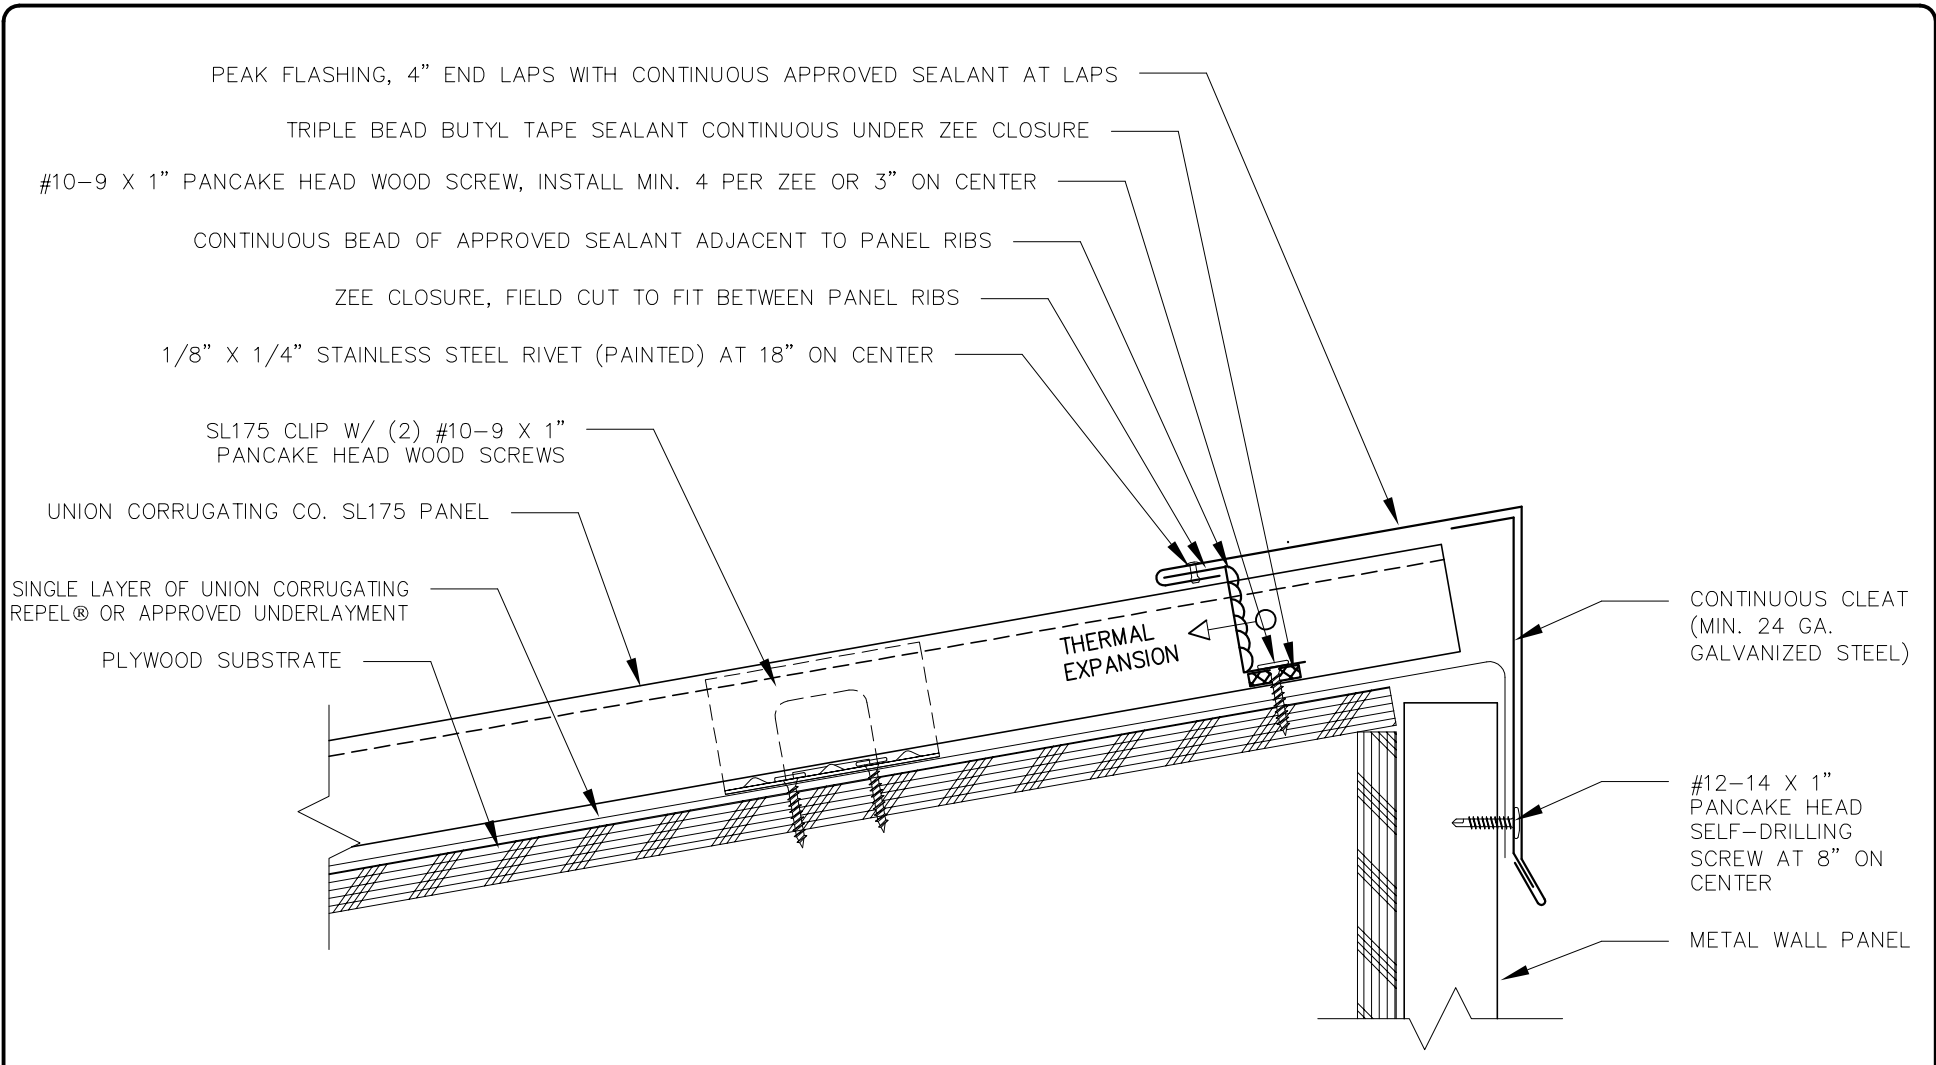 PEAK FLASHING, 4” END LAPS WITH CONTINUOUS APPROVED SEALANT AT LAPS
TRIPLE BEAD BUTYL TAPE SEALANT CONTINUOUS UNDER ZEE CLOSURE
#10-9 X 1” PANCAKE HEAD WOOD SCREW, INSTALL MIN. 4 PER ZEE OR 3” ON CENTER
CONTINUOUS BEAD OF APPROVED SEALANT ADJACENT TO PANEL RIBS
ZEE CLOSURE, FIELD CUT TO FIT BETWEEN PANEL RIBS
1/8” X 1/4” STAINLESS STEEL RIVET (PAINTED) AT 18” ON CENTER
SL175 CLIP W/ (2) #10-9 X 1”
PANCAKE HEAD WOOD SCREWS
UNION CORRUGATING CO. SL175 PANEL
SINGLE LAYER OF UNION CORRUGATING
REPEL® OR APPROVED UNDERLAYMENT
PLYWOOD SUBSTRATE
THERMAL
EXPANSION
CONTINUOUS CLEAT
(MIN. 24 GA.
GALVANIZED STEEL)
#12-14 X 1”
PANCAKE HEAD
SELF-DRILLING
SCREW AT 8” ON
CENTER
METAL WALL PANEL